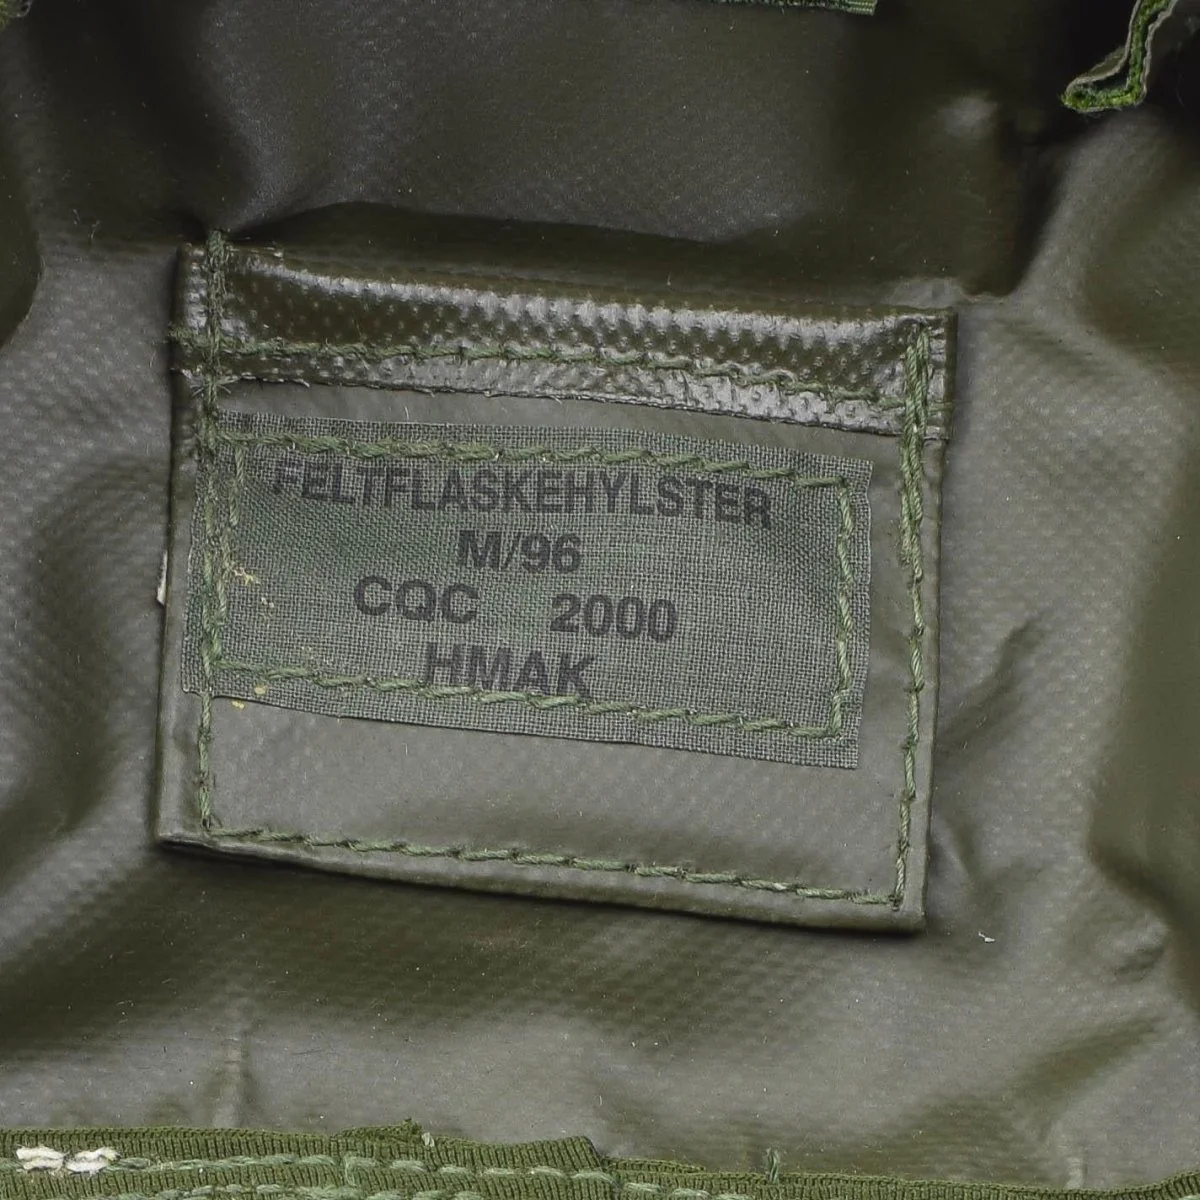 FELTFLASKEHYLSTER
M/96
CQC 2000
HMAK